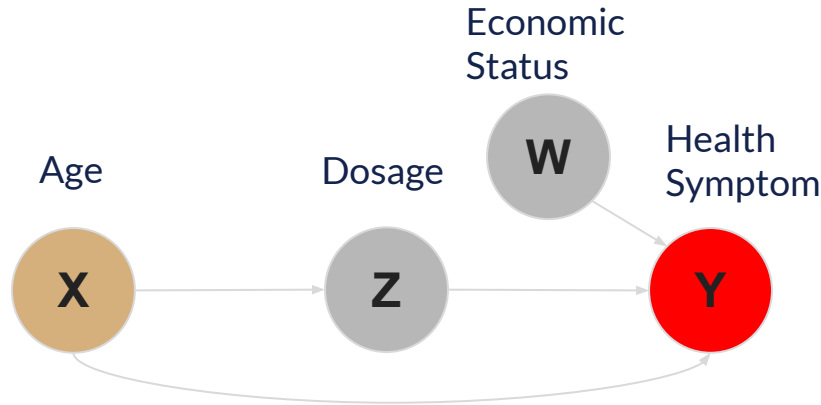 Economic
Status
W
Health
Symptom
Age
Dosage
X
Z
Y